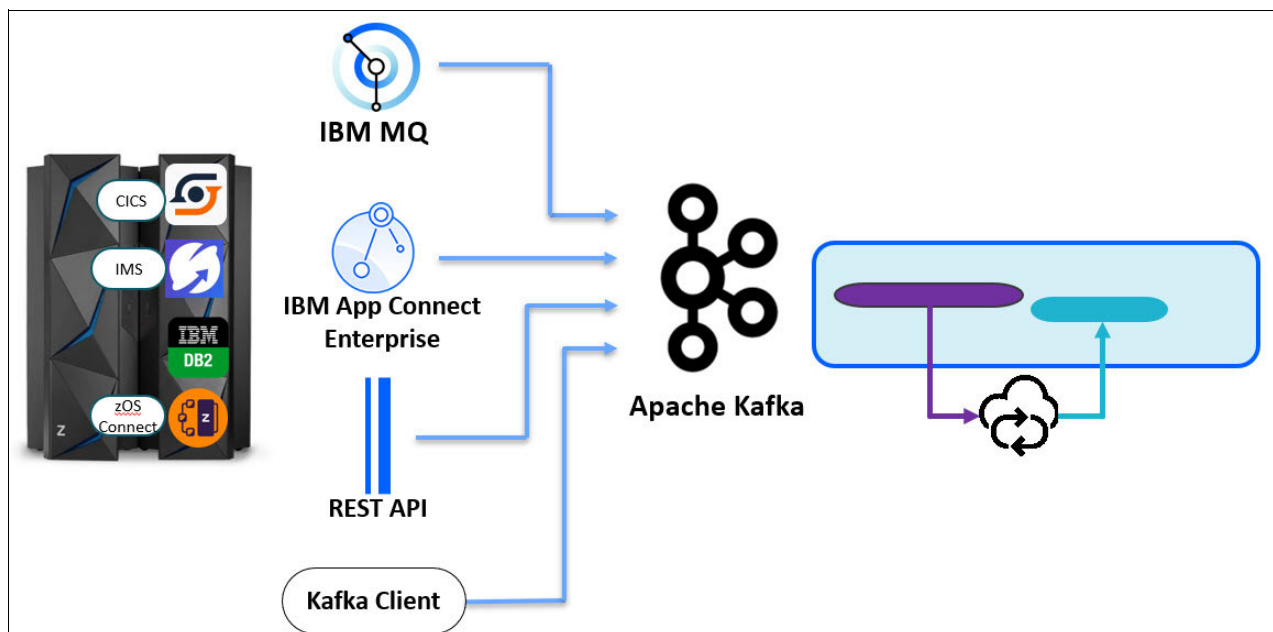 IBM MQ
CICS
IMS
IBM
DB2
zOS
Connect
z
Z
IBM App Connect
Enterprise
REST API
Kafka Client
Apache Kafka